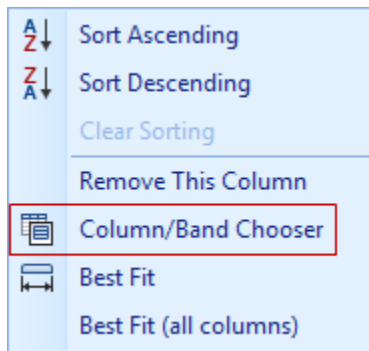 Sort Ascending
Sort Descending
Clear Sorting
Remove This Column
Column/Band Chooser
Best Fit
Best Fit (all columns)